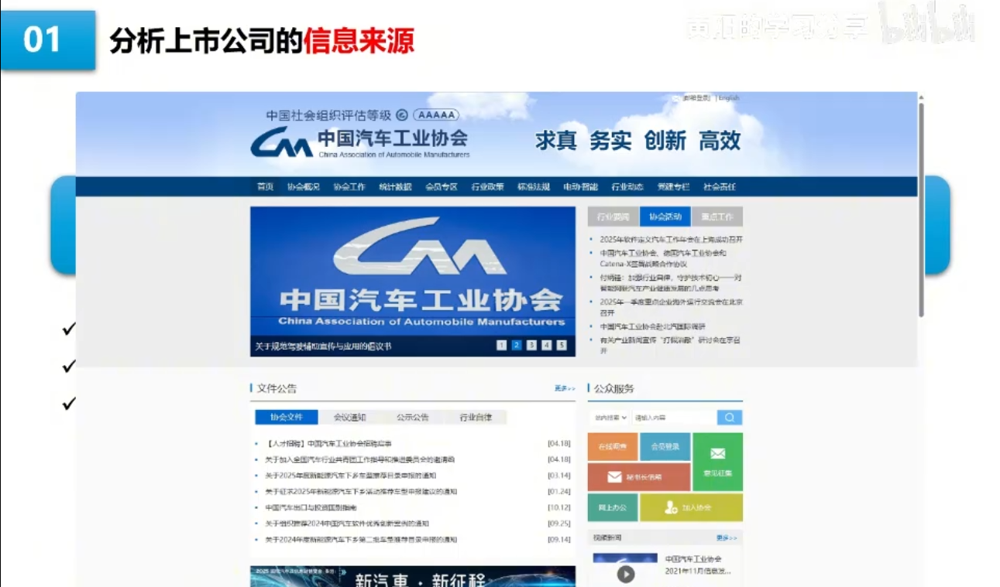 01
分析上市公司的信息来源
的学习分享 bilibili
English
中国社会组织评估等级 AAAAA
中国汽车工业协会
China Association of Automobile Manufacturers
求真 务实 创新 高效
首页 协会概况 协会工作 统计数据 会员专区 行业政策 标准法规 电动·智能 行业动态 党建专栏 社会责任
中国汽车工业协会
China Association of Automobile Manufacturers
关于规范驾驶辅助宣传与应用的倡议书
1 2 3 4 5
行业要闻 协会活动 重点工作
2025年软件定义汽车工作年会在上海成功召开
中国汽车工业协会、德国汽车工业协会和
Catena-X签署战略合作协议
付炳锋：加强行业自律，守护技术初心——对
智能网联汽车产业健康发展的几点思考
2025年一季度重点企业海外运行交流会在北京
召开
中国汽车工业协会赴北汽国际调研
有关产业新闻宣传“打假治敲”研讨会在京召
开
文件公告 更多>>
协会文件 会议通知 公示公告 行业自律
【人才招聘】中国汽车工业协会招聘启事 [04.18]
关于加入全国汽车行业共青团工作指导和推进委员会的邀请函 [04.18]
关于2025年度新能源汽车下乡车型推荐目录申报的通知 [03.14]
关于征求2025年新能源汽车下乡活动推荐车型申报建议的通知 [01.24]
中国汽车出口与投资国别指南 [10.12]
关于组织推荐2024中国汽车软件优秀创新案例的通知 [09.25]
关于2024年度新能源汽车下乡第二批车型推荐目录申报的通知 [09.14]
新汽車·新征程
公众服务
站内搜索 请输入内容
在线调查 会员登录 意见征集
秘书长信箱
网上办公 加入协会
视频新闻 更多>>
中国汽车工业协会
2021年11月信息发...